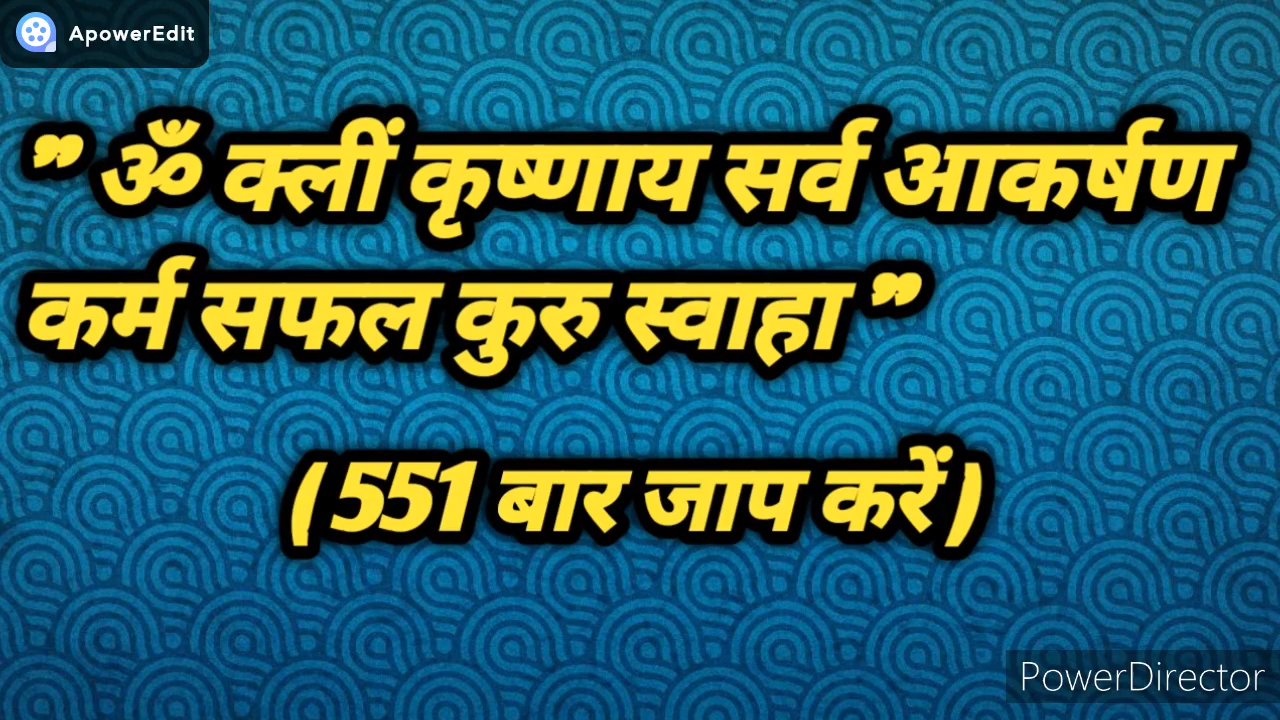 ApowerEdit
” ॐ क्लीं कृष्णाय सर्व आकर्षण
कर्म सफल कुरु स्वाहा ”
(551 बार जाप करें)
PowerDirector